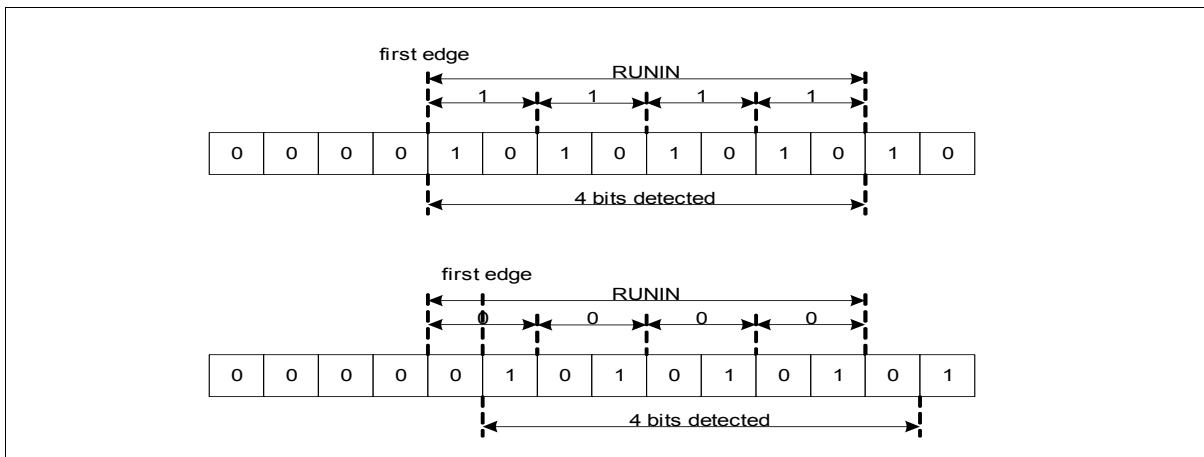 first edge
RUNIN
1 1 1 1
0 0 0 0 1 0 1 0 1 0 1 0 1 0
4 bits detected
first edge
RUNIN
0 0 0 0
0 0 0 0 0 1 0 1 0 1 0 1 0 1
4 bits detected